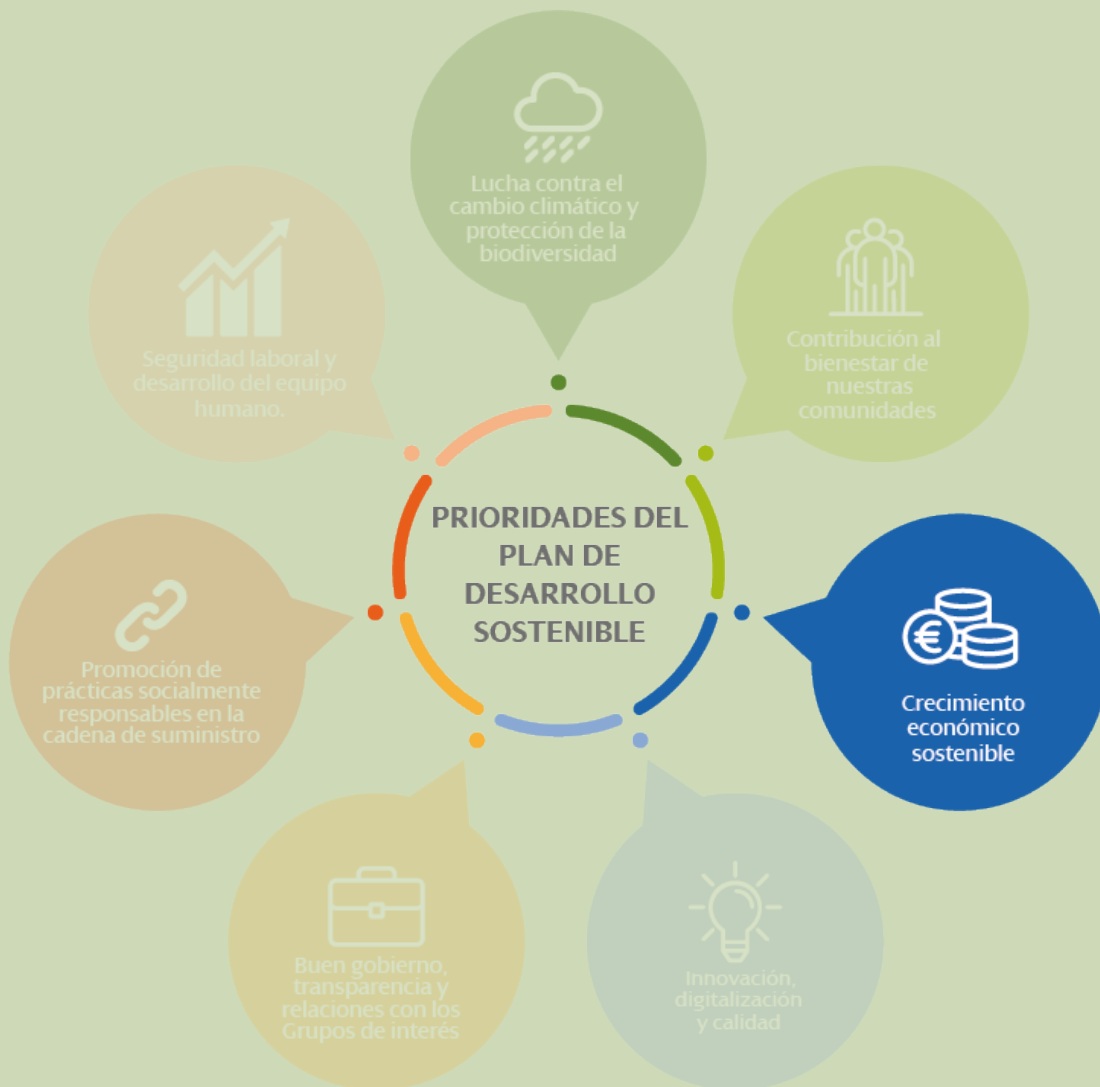 Lucha contra el
cambio climático y
protección de la
biodiversidad
Contribución al
bienestar de
nuestras
comunidades
Crecimiento
económico
sostenible
Innovación,
digitalización
y calidad
Buen gobierno,
transparencia y
relaciones con los
Grupos de interés
Promoción de
prácticas socialmente
responsables en la
cadena de suministro
Seguridad laboral y
desarrollo del equipo
humano.
PRIORIDADES DEL
PLAN DE
DESARROLLO
SOSTENIBLE
€